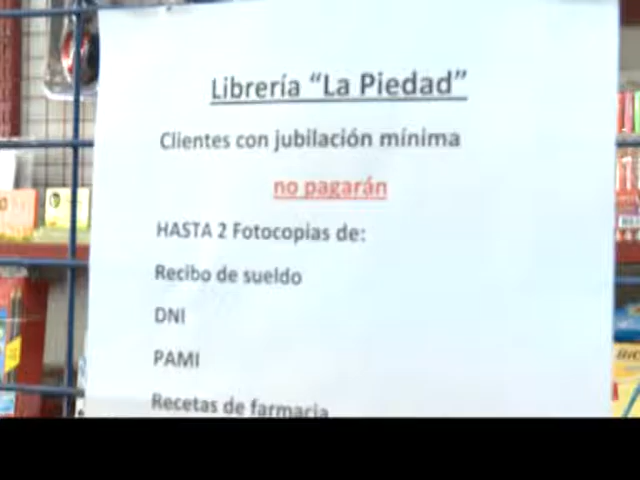 Librería "La Piedad"
Clientes con jubilación mínima
no pagarán
HASTA 2 Fotocopias de:
Recibo de sueldo
DNI
PAMI
Recetas de farmacia